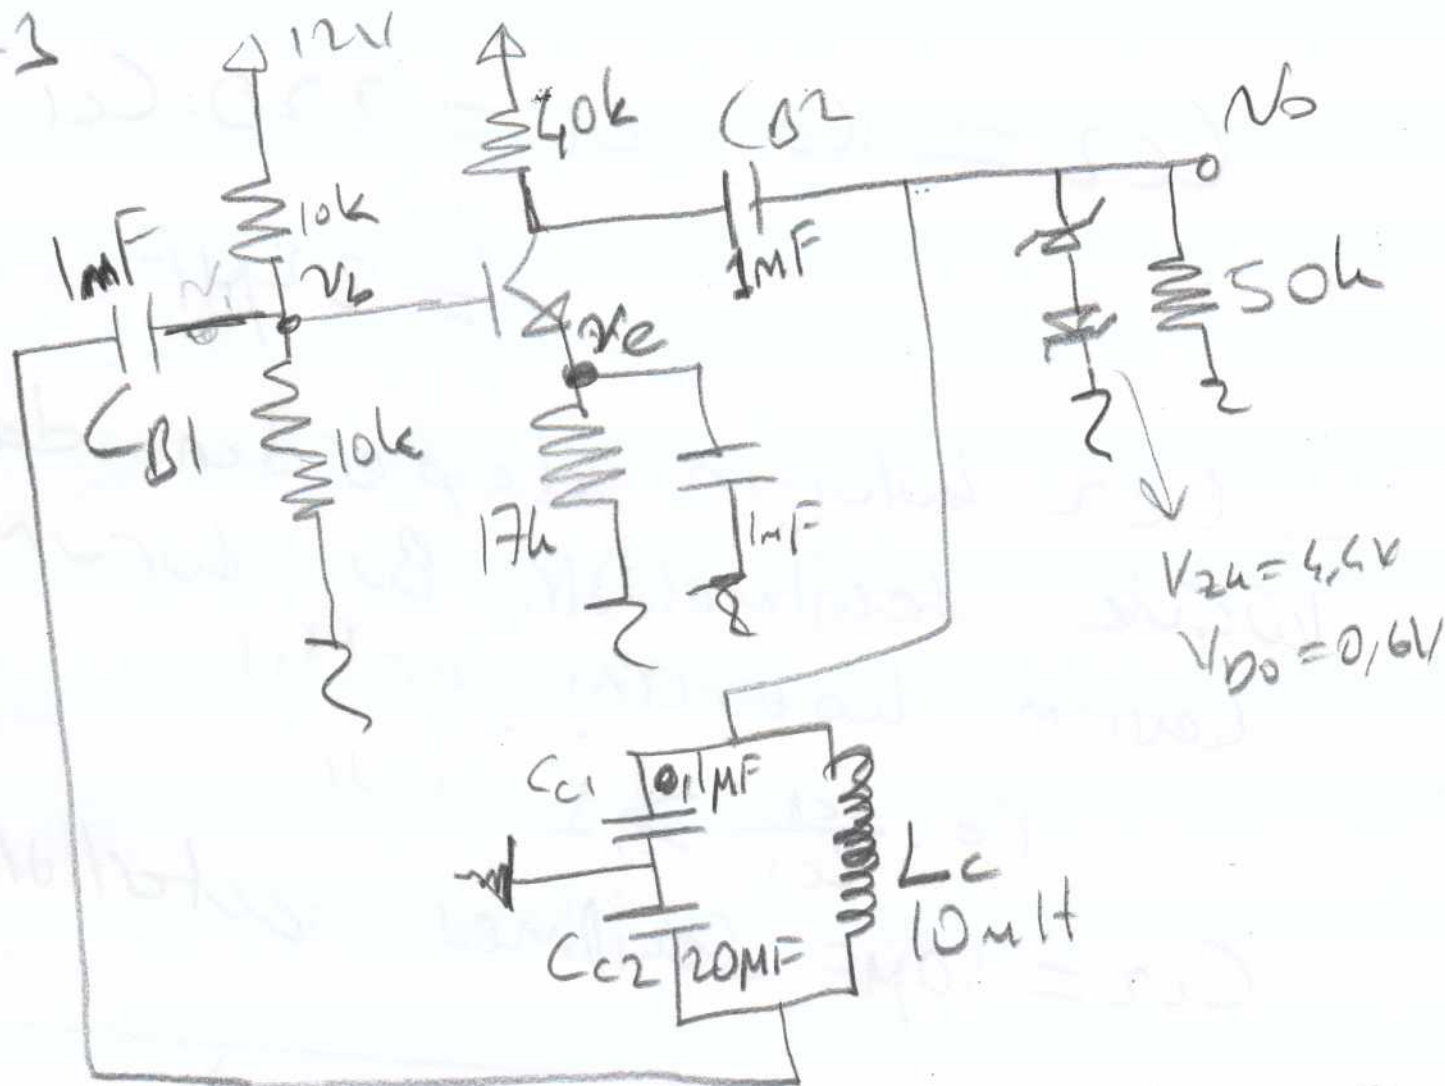 12V
40k
CB2
No
10k
1mF
Vi
Vb
1MF
50k
Ve
CB1
10k
17k
1mF
VZk = 4,4V
VDo = 0,6V
Cc1
0,1MF
Lc
10mH
Cc2
20MF